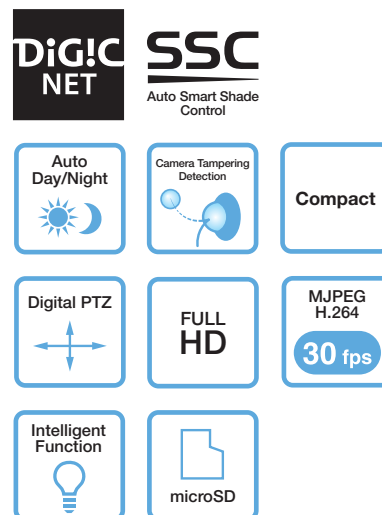 DiG!C
NET
SSC
Auto Smart Shade
Control
Auto
Day/Night
Camera Tampering
Detection
Compact
Digital PTZ
FULL
HD
MJPEG
H.264
30 fps
Intelligent
Function
microSD